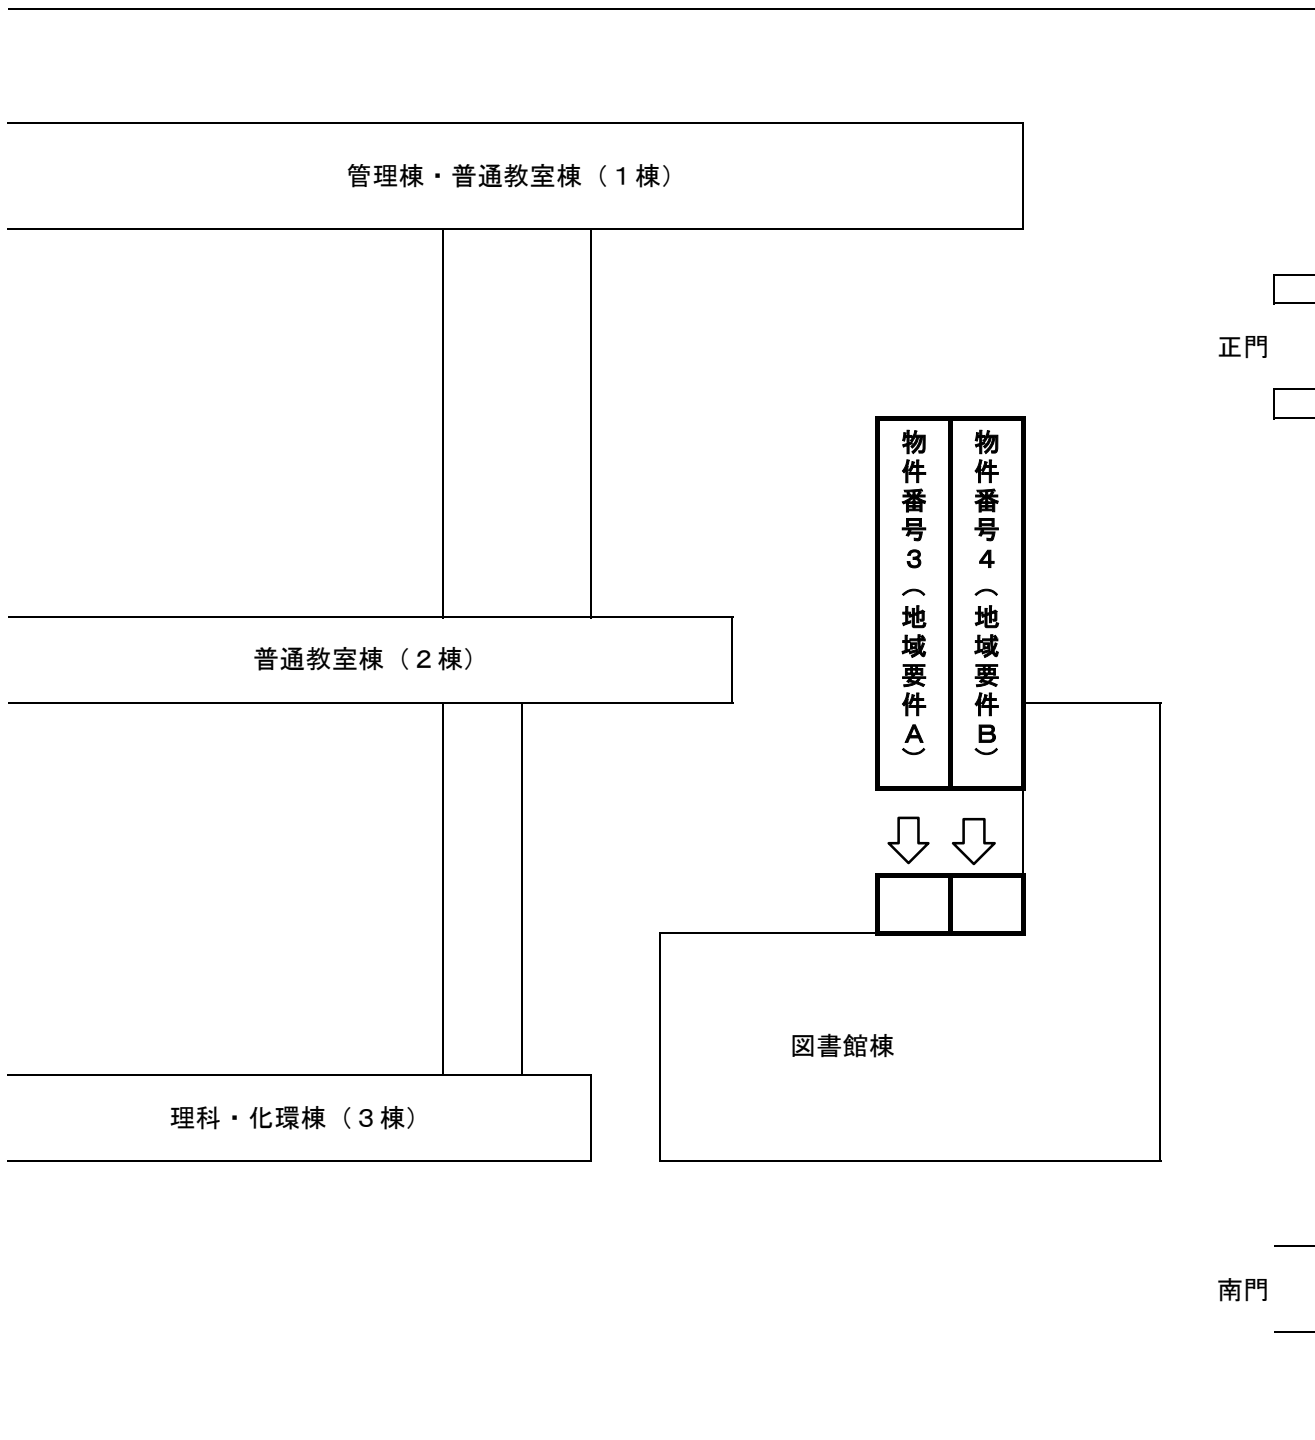 管理棟・普通教室棟（１棟）
正門
物件番号３（地域要件Ａ）
物件番号４（地域要件Ｂ）
普通教室棟（２棟）
図書館棟
理科・化環棟（３棟）
南門